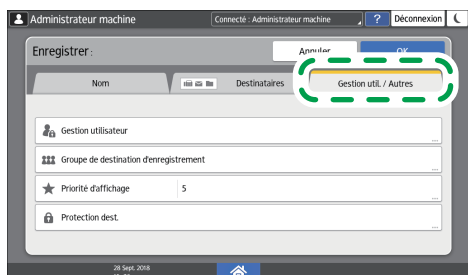 Administrateur machine
Connecté : Administrateur machine
?
Déconnexion
Enregistrer :
Annuler
OK
Nom
Destinataires
Gestion util. / Autres
Gestion utilisateur
...
Groupe de destination d'enregistrement
...
Priorité d'affichage
5
...
Protection dest.
...
28 Sept. 2018